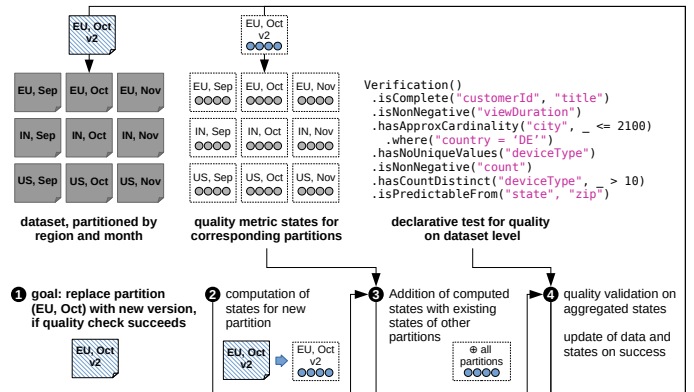 EU, Oct
v2
EU, Oct
v2
EU, Sep
EU, Oct
EU, Nov
IN, Sep
IN, Oct
IN, Nov
US, Sep
US, Oct
US, Nov
dataset, partitioned by
region and month
EU, Sep
EU, Oct
EU, Nov
IN, Sep
IN, Oct
IN, Nov
US, Sep
US, Oct
US, Nov
quality metric states for
corresponding partitions
Verification()
.isComplete("customerId", "title")
.isNonNegative("viewDuration")
.hasApproxCardinality("city", _ <= 2100)
.where("country = ‘DE’")
.hasNoUniqueValues("deviceType")
.isNonNegative("count")
.hasCountDistinct("deviceType", _ > 10)
.isPredictableFrom("state", "zip")
declarative test for quality
on dataset level
1 goal: replace partition
(EU, Oct) with new version,
if quality check succeeds
EU, Oct
v2
2 computation of
states for new
partition
EU, Oct
v2
EU, Oct
v2
3 Addition of computed
states with existing
states of other
partitions
⊕ all
partitions
4 quality validation on
aggregated states
update of data and
states on success